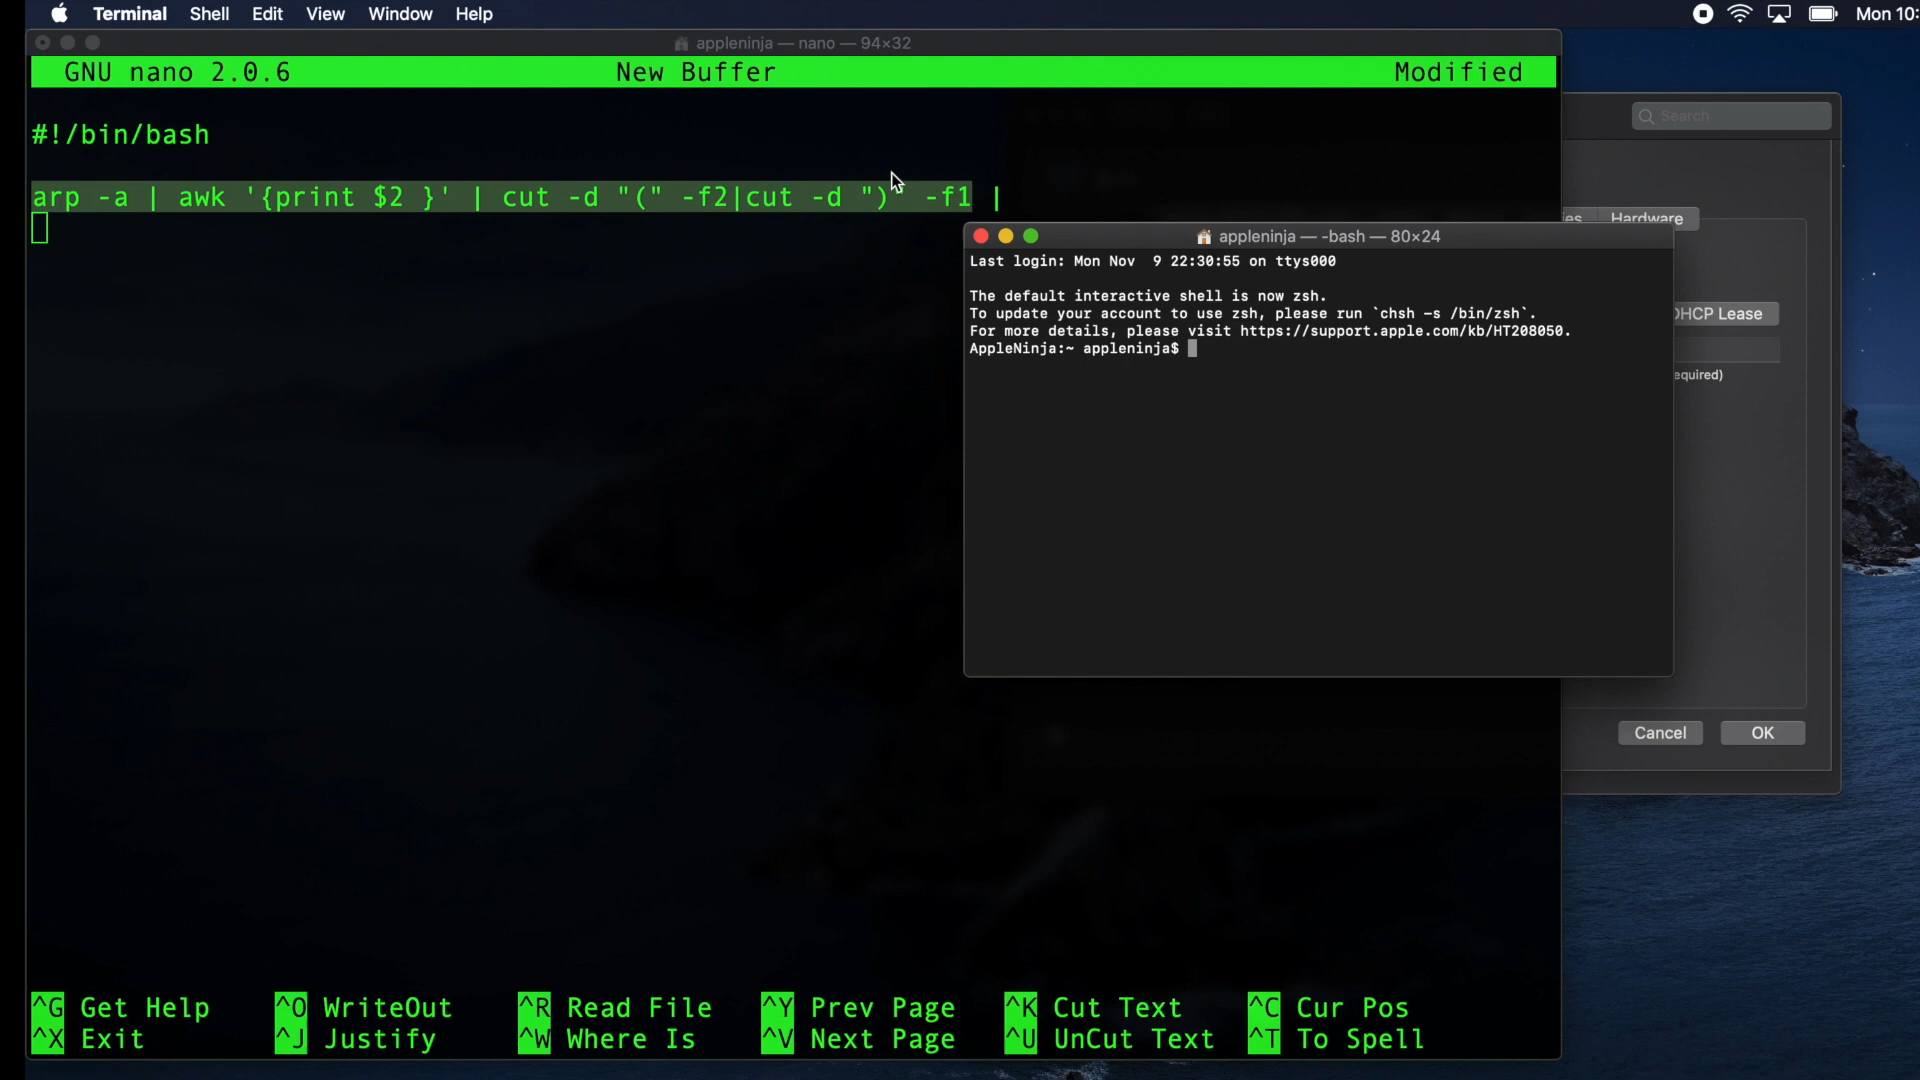 Terminal Shell Edit View Window Help Mon 10:
appleninja — nano — 94×32
GNU nano 2.0.6 New Buffer Modified
Search
#!/bin/bash
arp -a | awk '{print $2 }' | cut -d "(" -f2|cut -d ")" -f1 |
es Hardware
appleninja — -bash — 80×24
Last login: Mon Nov  9 22:30:55 on ttys000
The default interactive shell is now zsh.
To update your account to use zsh, please run `chsh -s /bin/zsh`.
DHCP Lease
For more details, please visit https://support.apple.com/kb/HT208050.
AppleNinja:~ appleninja$
equired)
Cancel OK
^G Get Help ^O WriteOut ^R Read File ^Y Prev Page ^K Cut Text ^C Cur Pos
^X Exit ^J Justify ^W Where Is ^V Next Page ^U UnCut Text ^T To Spell